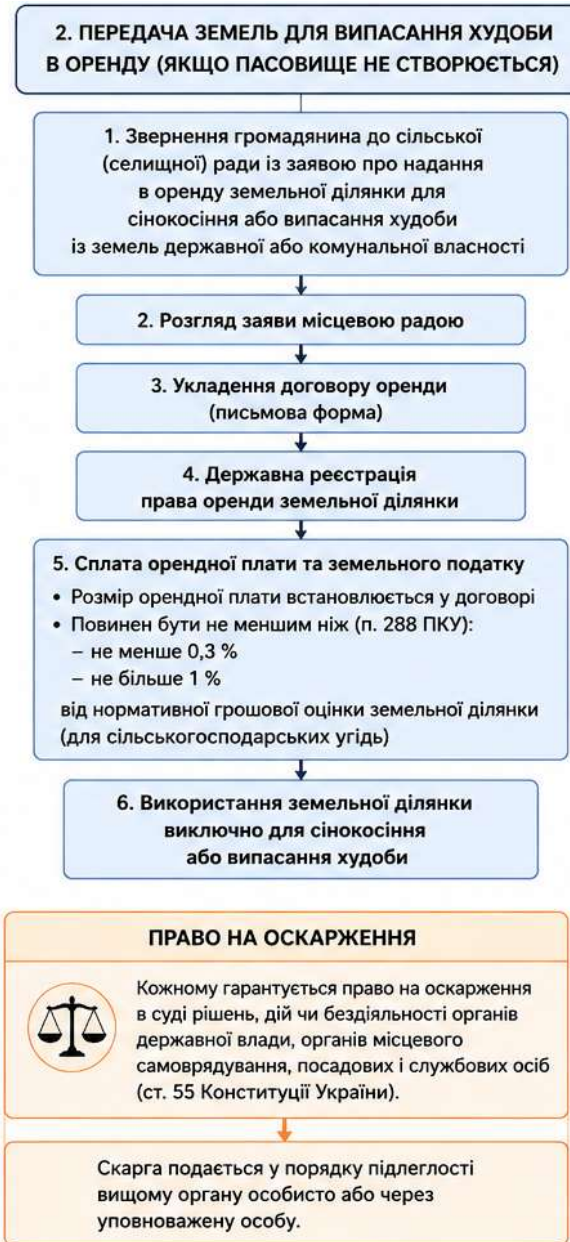 2. ПЕРЕДАЧА ЗЕМЕЛЬ ДЛЯ ВИПАСАННЯ ХУДОБИ
В ОРЕНДУ (ЯКЩО ПАСОВИЩЕ НЕ СТВОРЮЄТЬСЯ)
1. Звернення громадянина до сільської
(селищної) ради із заявою про надання
в оренду земельної ділянки для
сінокосіння або випасання худоби
із земель державної або комунальної власності
2. Розгляд заяви місцевою радою
3. Укладення договору оренди
(письмова форма)
4. Державна реєстрація
права оренди земельної ділянки
5. Сплата орендної плати та земельного податку
• Розмір орендної плати встановлюється у договорі
• Повинен бути не меншим ніж (п. 288 ПКУ):
– не менше 0,3 %
– не більше 1 %
від нормативної грошової оцінки земельної ділянки
(для сільськогосподарських угідь)
6. Використання земельної ділянки
виключно для сінокосіння
або випасання худоби
ПРАВО НА ОСКАРЖЕННЯ
Кожному гарантується право на оскарження
в суді рішень, дій чи бездіяльності органів
державної влади, органів місцевого
самоврядування, посадових і службових осіб
(ст. 55 Конституції України).
Скарга подається у порядку підлеглості
вищому органу особисто або через
уповноважену особу.